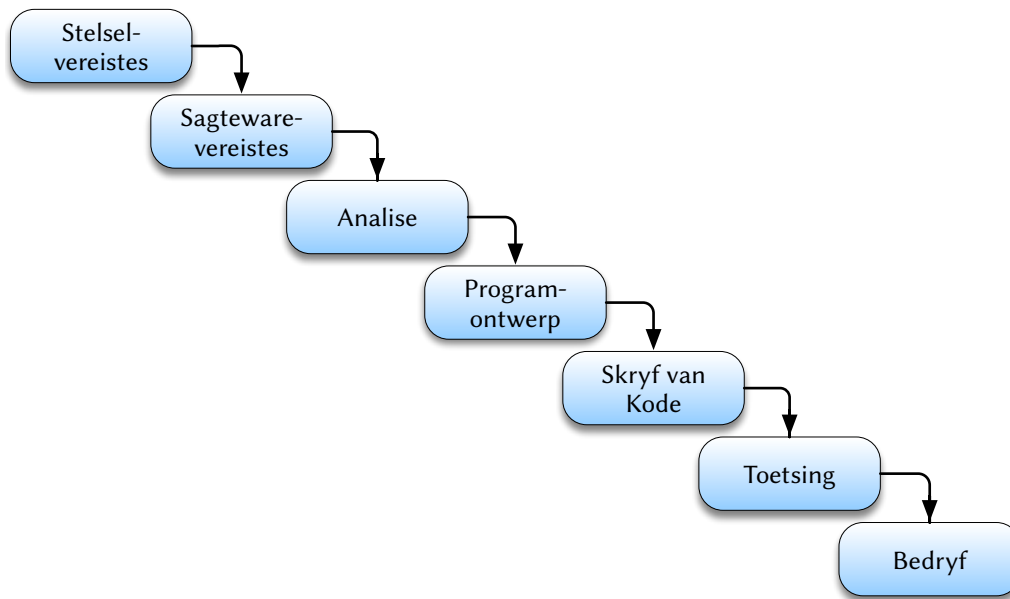 Stelsel-
vereistes
Sagteware-
vereistes
Analise
Program-
ontwerp
Skryf van
Kode
Toetsing
Bedryf